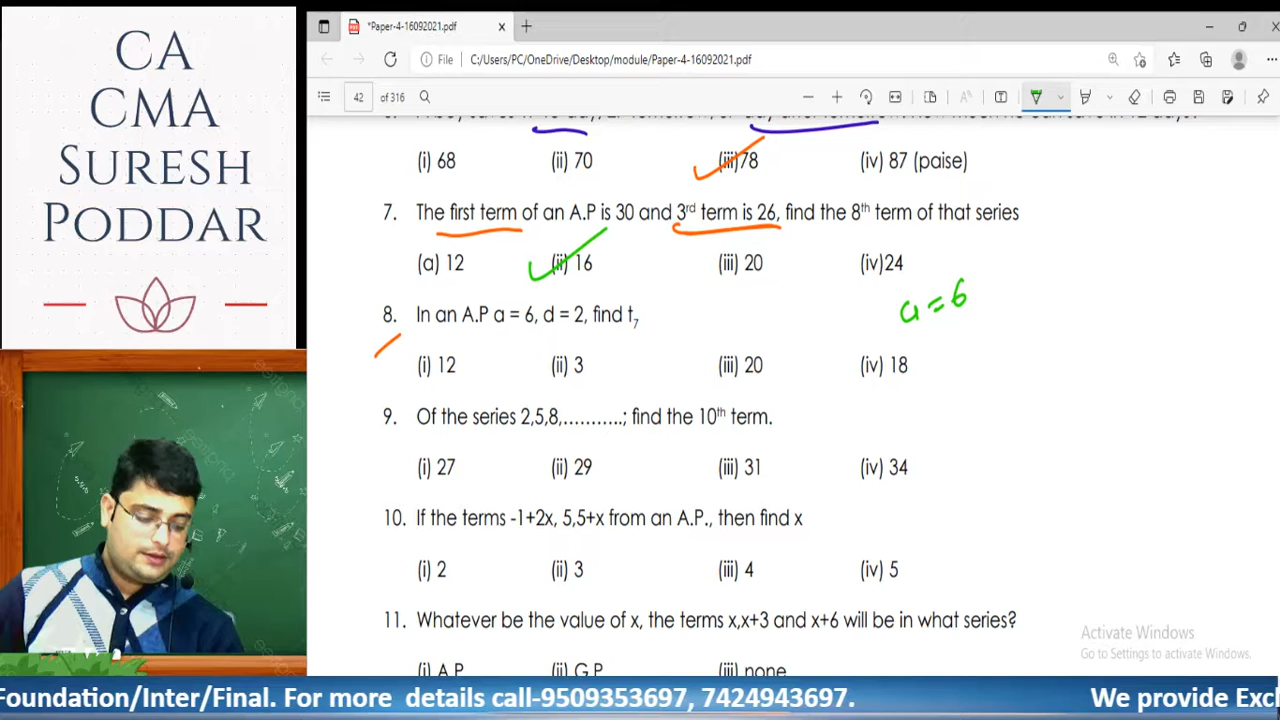 CA
CMA
SURESH
PODDAR
*Paper-4-16092021.pdf
File C:/Users/PC/OneDrive/Desktop/module/Paper-4-16092021.pdf
42 of 316
(i) 68 (ii) 70 (iii)78 (iv) 87 (paise)
7. The first term of an A.P is 30 and 3rd term is 26, find the 8th term of that series
(a) 12 (ii) 16 (iii) 20 (iv)24
a = 6
8. In an A.P a = 6, d = 2, find t7
(i) 12 (ii) 3 (iii) 20 (iv) 18
9. Of the series 2,5,8,...........; find the 10th term.
(i) 27 (ii) 29 (iii) 31 (iv) 34
10. If the terms -1+2x, 5,5+x from an A.P., then find x
(i) 2 (ii) 3 (iii) 4 (iv) 5
11. Whatever be the value of x, the terms x,x+3 and x+6 will be in what series?
(i) A.P (ii) G.P (iii) none
Activate Windows
Go to Settings to activate Windows.
Foundation/Inter/Final. For more details call-9509353697, 7424943697. We provide Excl